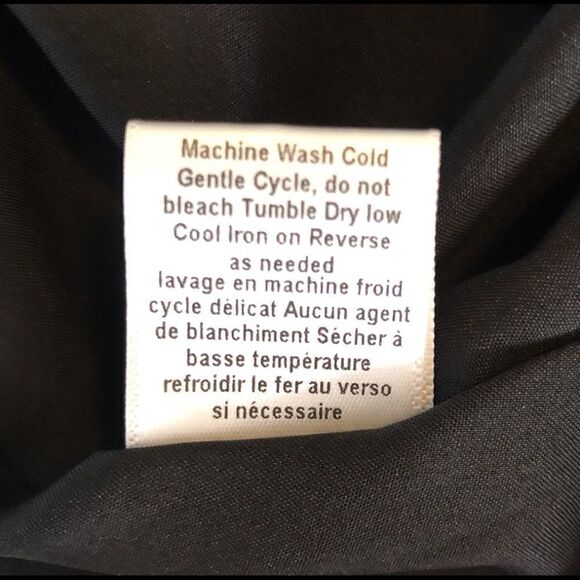 Machine Wash Cold
Gentle Cycle, do not
bleach Tumble Dry low
Cool Iron on Reverse
as needed
lavage en machine froid
cycle délicat Aucun agent
de blanchiment Sécher à
basse température
refroidir le fer au verso
si nécessaire